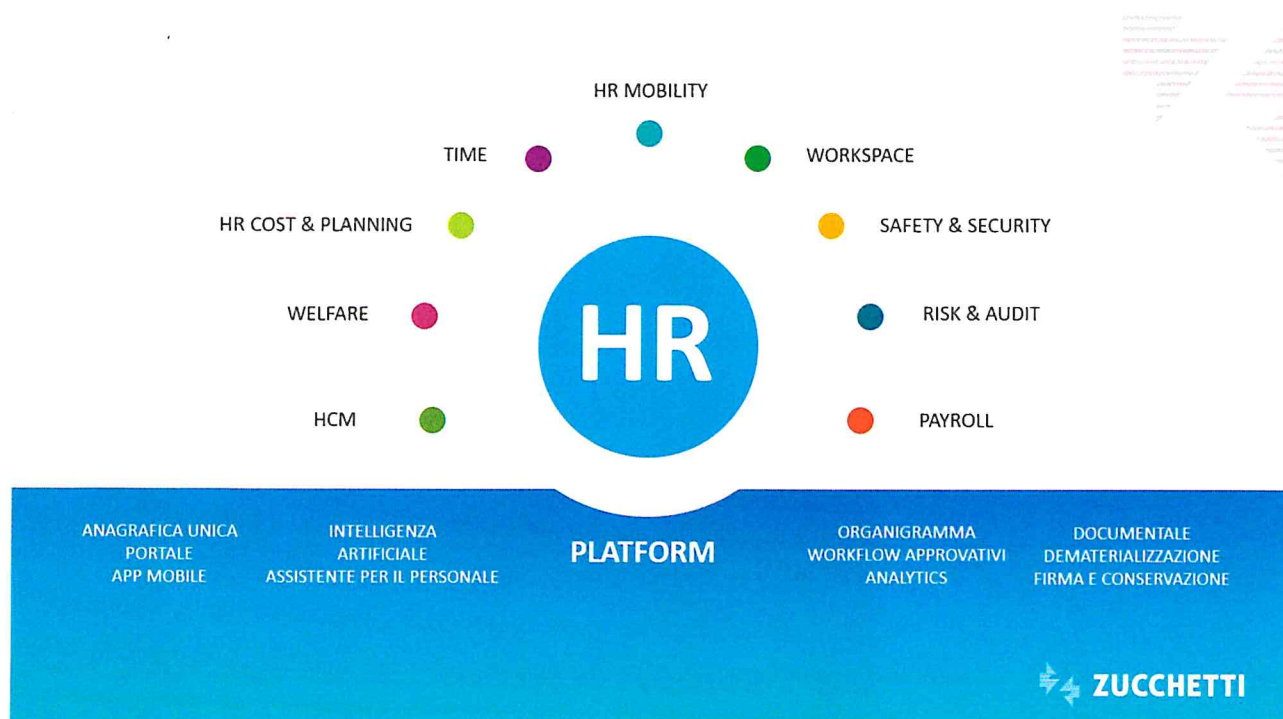 HR MOBILITY
TIME
WORKSPACE
HR COST & PLANNING
SAFETY & SECURITY
HR
WELFARE
RISK & AUDIT
HCM
PAYROLL
ANAGRAFICA UNICA
PORTALE
APP MOBILE
INTELLIGENZA
ARTIFICIALE
ASSISTENTE PER IL PERSONALE
PLATFORM
ORGANIGRAMMA
WORKFLOW APPROVATIVI
ANALYTICS
DOCUMENTALE
DEMATERIALIZZAZIONE
FIRMA E CONSERVAZIONE
ZUCCHETTI